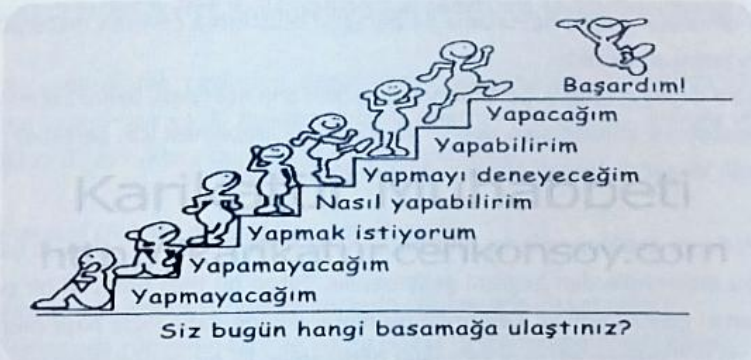 Başardım!
Yapacağım
Yapabilirim
Yapmayı deneyeceğim
Nasıl yapabilirim
Yapmak istiyorum
Yapamayacağım
Yapmayacağım
Siz bugün hangi basamağa ulaştınız?